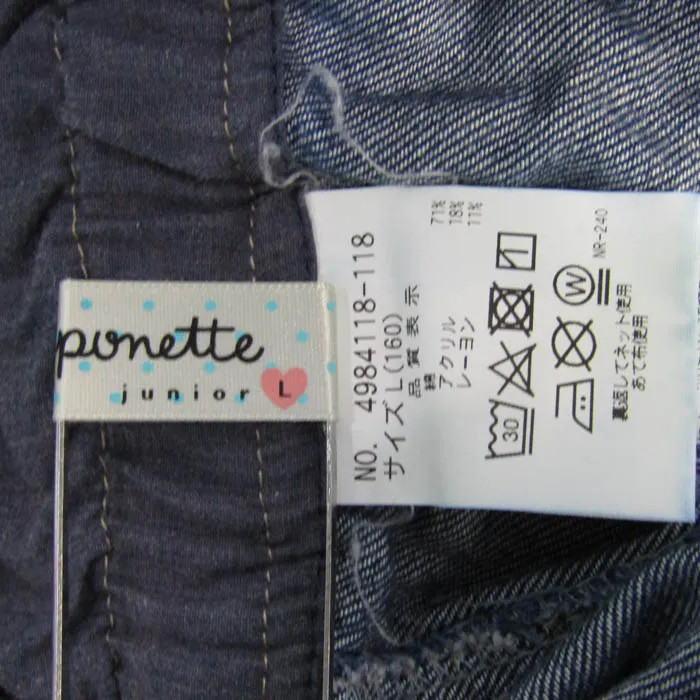 ponette
junior L
NO. 4984118-118
サイズ L(160)
品質表示
綿 71%
アクリル 18%
レーヨン 11%
30
W
NR-240
裏返してネット使用
あて布使用